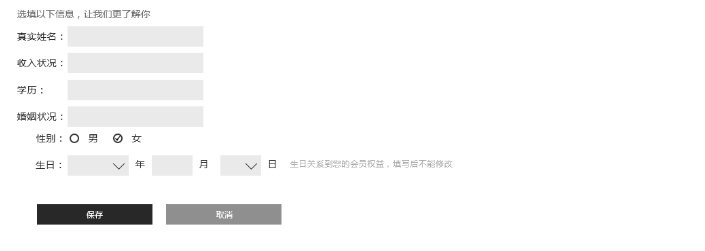 选填以下信息，让我们更了解你
真实姓名：
收入状况：
学历：
婚姻状况：
性别： 男 女
生日： 年 月 日 生日关系到您的会员权益，填写后不能修改
保存 取消